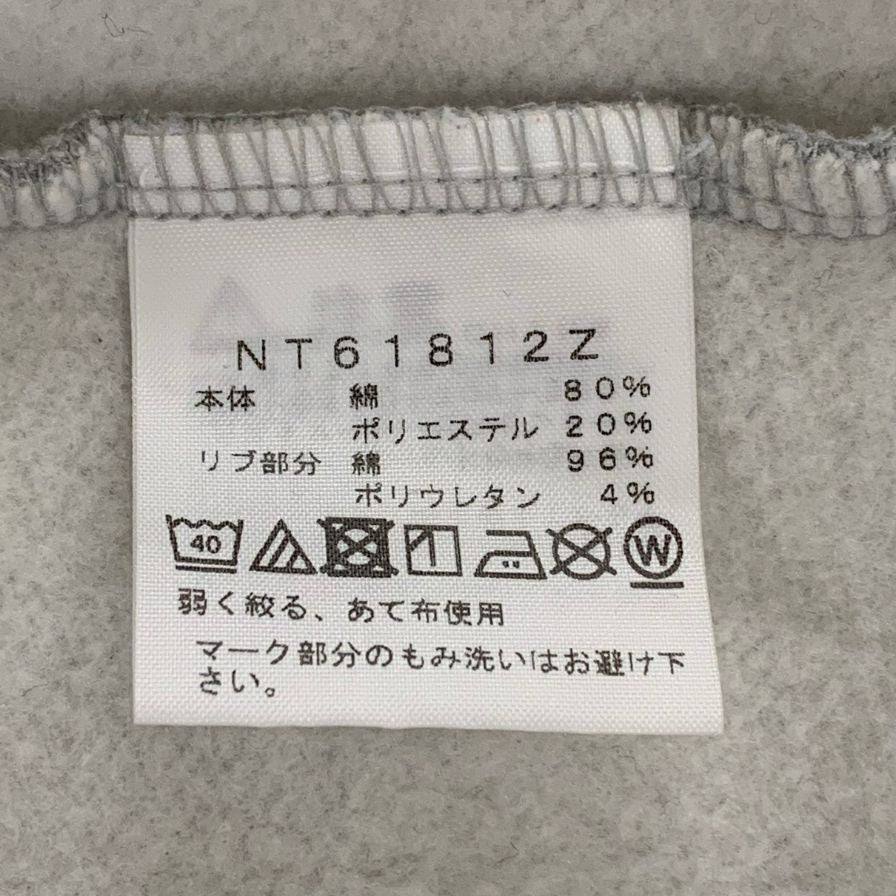 NT61812Z
本体 綿 80%
ポリエステル 20%
リブ部分 綿 96%
ポリウレタン 4%
40 W
弱く絞る、あて布使用
マーク部分のもみ洗いはお避け下
さい。